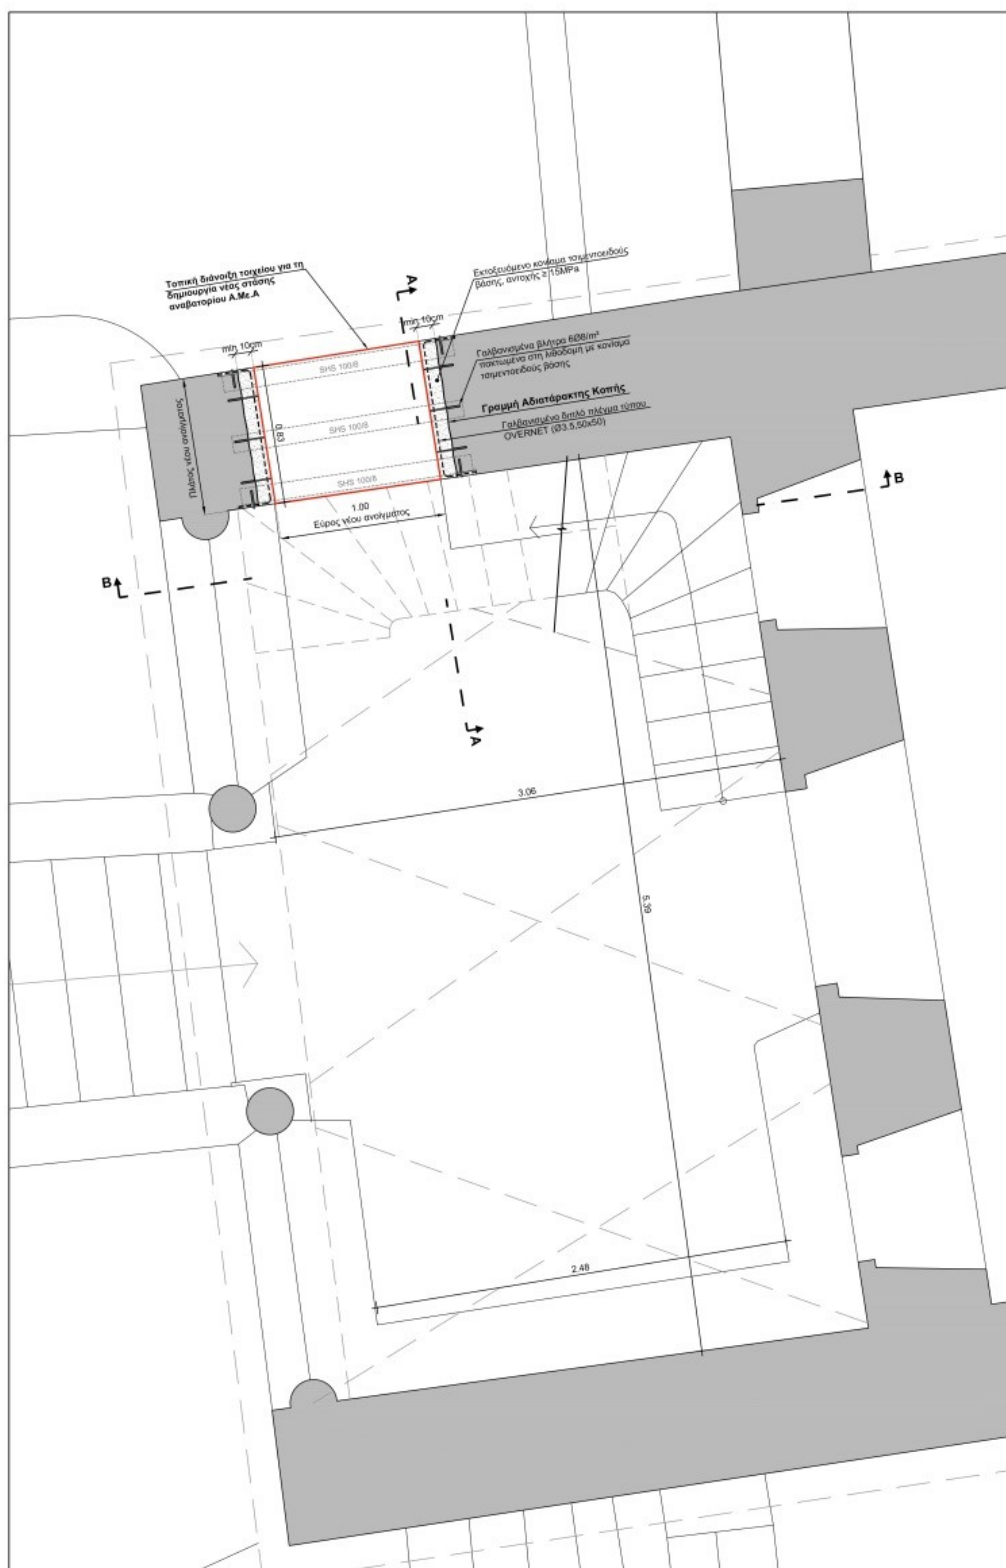 Τοπική διάνοιξη τοιχείου για τη
δημιουργία νέας στάσης
αναβατορίου Α.Με.Α
A
Εκτοξευόμενο κονίαμα τσιμεντοειδούς
βάσης, αντοχής ≥ 15MPa
min 10cm
min 10cm
Γαλβανισμένα βλήτρα 6Ø8/m²
πακτωμένα στη λιθοδομή με κονίαμα
τσιμεντοειδούς βάσης
SHS 100/8
Γραμμή Αδιατάρακτης Κοπής
Γαλβανισμένο διπλό πλέγμα τύπου
OVERNET (Ø3.5,50x50)
SHS 100/8
0.83
SHS 100/8
1.00
Εύρος νέου ανοίγματος
B
B
A
3.06
5.39
2.48